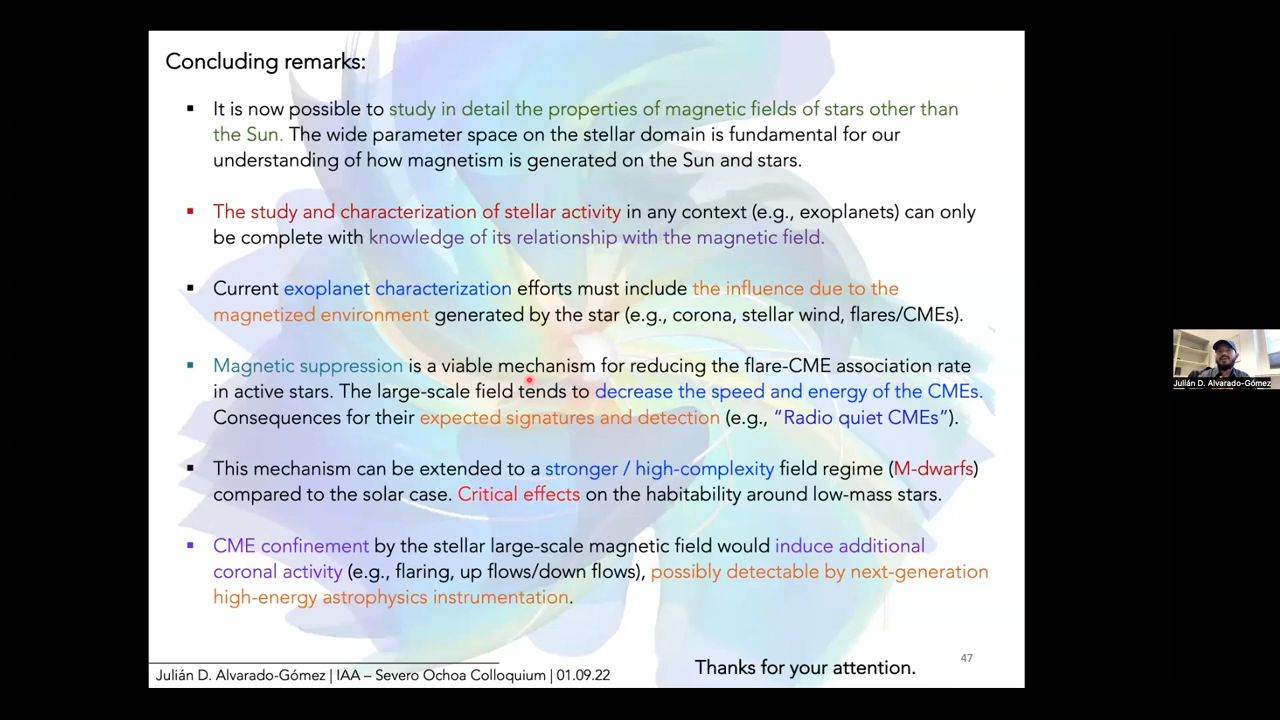 Concluding remarks:
▪ It is now possible to study in detail the properties of magnetic fields of stars other than
the Sun. The wide parameter space on the stellar domain is fundamental for our
understanding of how magnetism is generated on the Sun and stars.
▪ The study and characterization of stellar activity in any context (e.g., exoplanets) can only
be complete with knowledge of its relationship with the magnetic field.
▪ Current exoplanet characterization efforts must include the influence due to the
magnetized environment generated by the star (e.g., corona, stellar wind, flares/CMEs).
▪ Magnetic suppression is a viable mechanism for reducing the flare-CME association rate
in active stars. The large-scale field tends to decrease the speed and energy of the CMEs.
Consequences for their expected signatures and detection (e.g., “Radio quiet CMEs”).
▪ This mechanism can be extended to a stronger / high-complexity field regime (M-dwarfs)
compared to the solar case. Critical effects on the habitability around low-mass stars.
▪ CME confinement by the stellar large-scale magnetic field would induce additional
coronal activity (e.g., flaring, up flows/down flows), possibly detectable by next-generation
high-energy astrophysics instrumentation.
Julián D. Alvarado-Gómez | IAA – Severo Ochoa Colloquium | 01.09.22
Thanks for your attention.
47
Julián D. Alvarado-Gómez